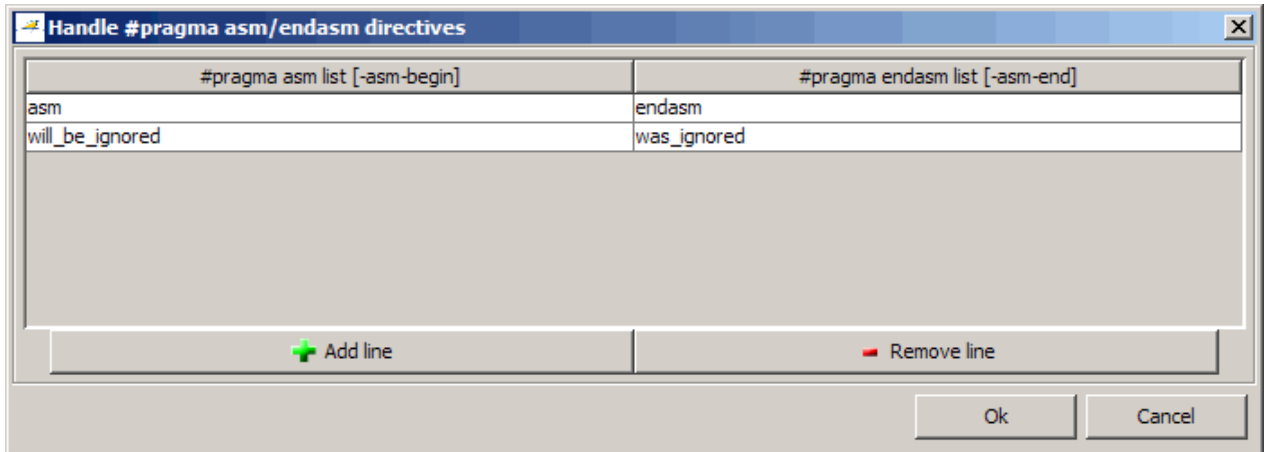 Handle #pragma asm/endasm directives
#pragma asm list [-asm-begin] #pragma endasm list [-asm-end]
asm endasm
will_be_ignored was_ignored
Add line Remove line
Ok Cancel